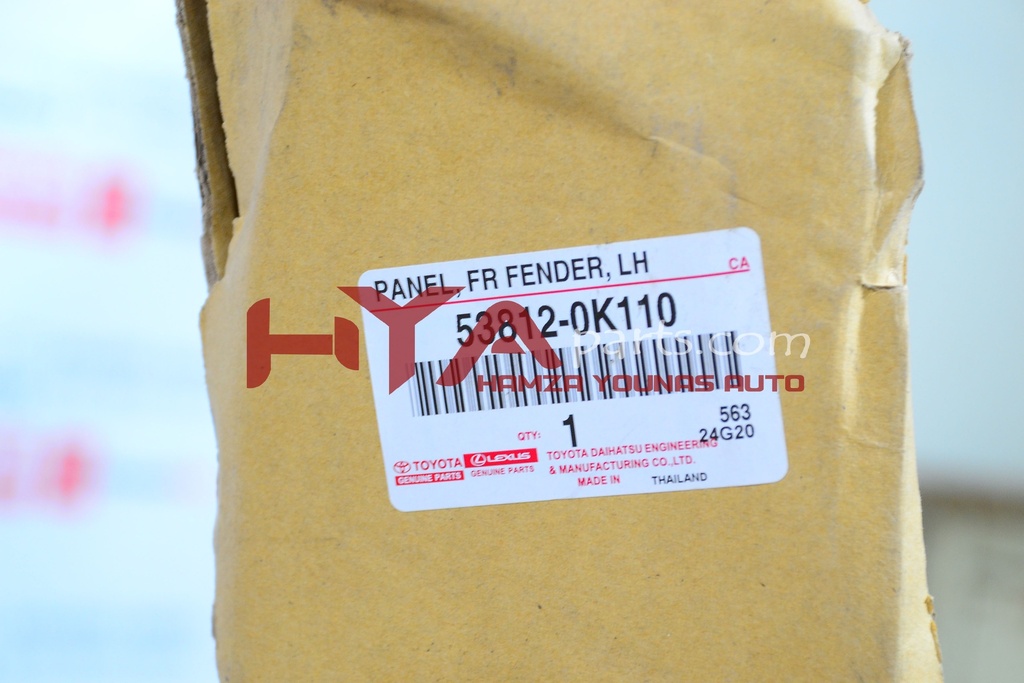 PANEL, FR FENDER, LH
CA
53812-0K110
HYA parts.com
HAMZA YOUNAS AUTO
QTY: 1
563
24G20
TOYOTA
GENUINE PARTS
LEXUS
GENUINE PARTS
TOYOTA DAIHATSU ENGINEERING
& MANUFACTURING CO., LTD.
MADE IN THAILAND